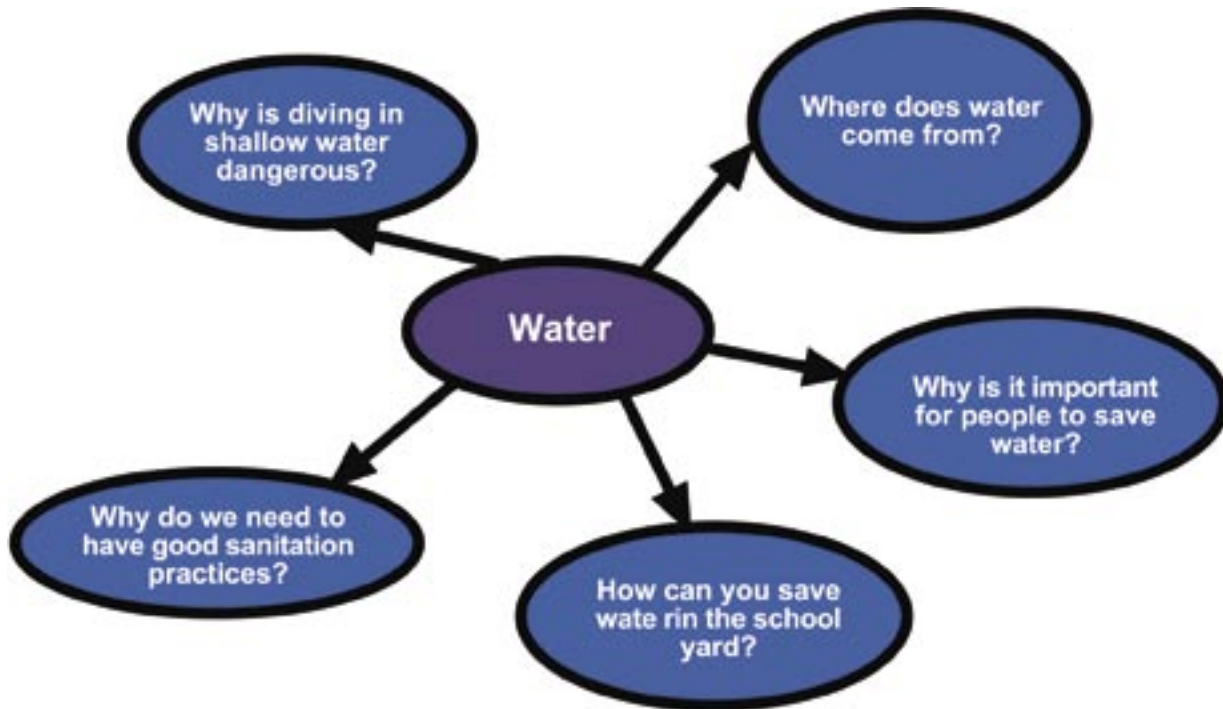 Why is diving in
shallow water
dangerous?
Where does water
come from?
Water
Why is it important
for people to save
water?
Why do we need to
have good sanitation
practices?
How can you save
wate rin the school
yard?